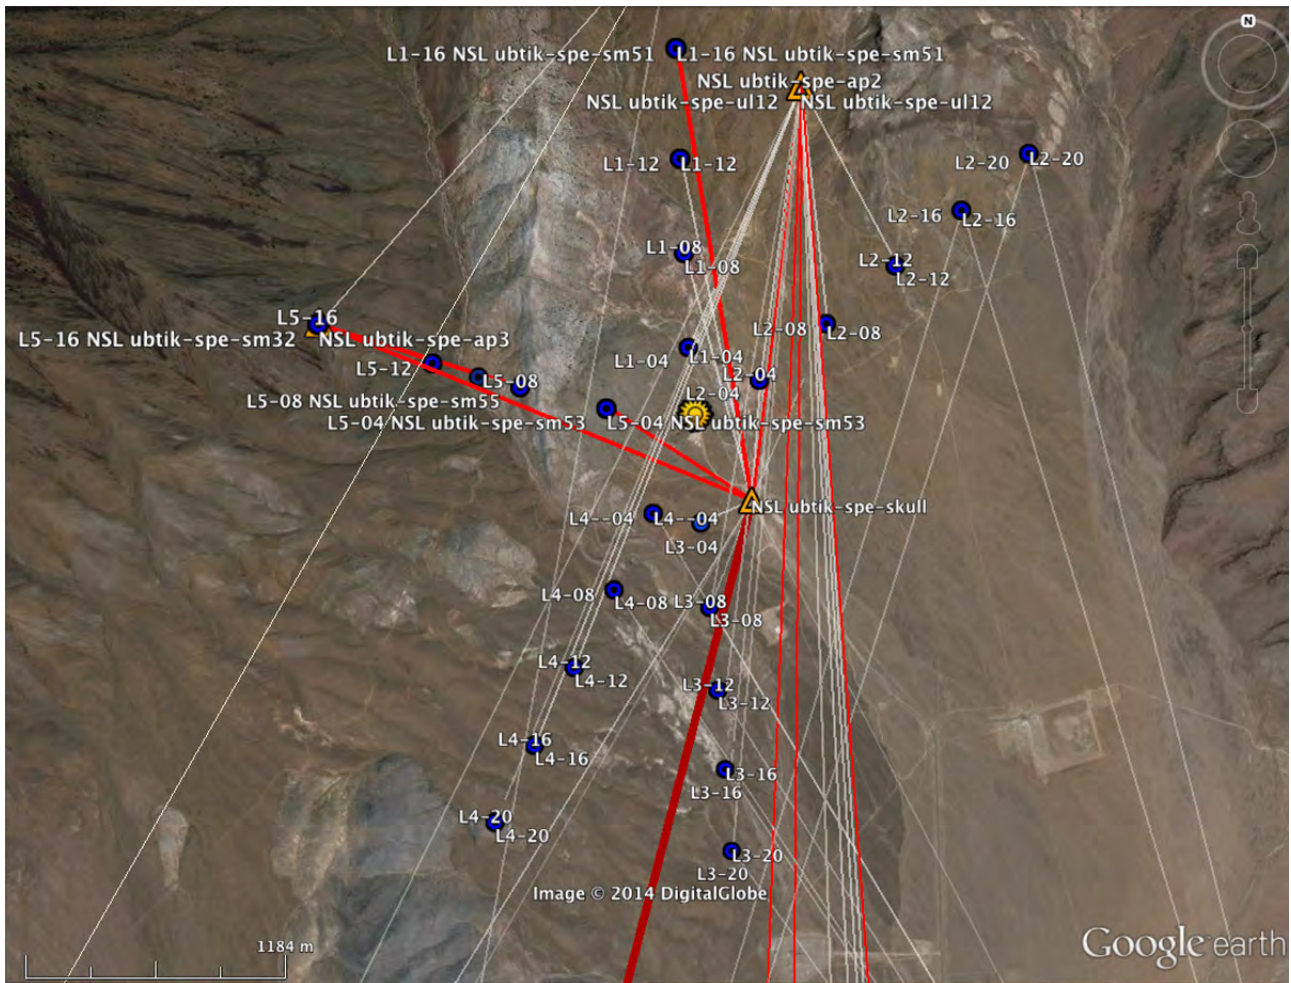 N
L1-16 NSL ubtik-spe-sm51
L1-16 NSL ubtik-spe-sm51
NSL ubtik-spe-ap2
NSL ubtik-spe-ul12
NSL ubtik-spe-ul12
L1-12
L1-12
L2-20
L2-20
L2-16
L2-16
L1-08
L1-08
L2-12
L2-12
L5-16
L5-16 NSL ubtik-spe-sm32
NSL ubtik-spe-ap3
L2-08
L2-08
L1-04
L1-04
L5-12
L5-08
L2-04
L2-04
L5-08 NSL ubtik-spe-sm55
L5-04 NSL ubtik-spe-sm53
L5-04 NSL ubtik-spe-sm53
NSL ubtik-spe-skull
L4--04
L4--04
L3-04
L4-08
L4-08
L3-08
L3-08
L4-12
L4-12
L3-12
L3-12
L4-16
L4-16
L3-16
L3-16
L4-20
L4-20
L3-20
L3-20
Image © 2014 DigitalGlobe
1184 m
Google earth